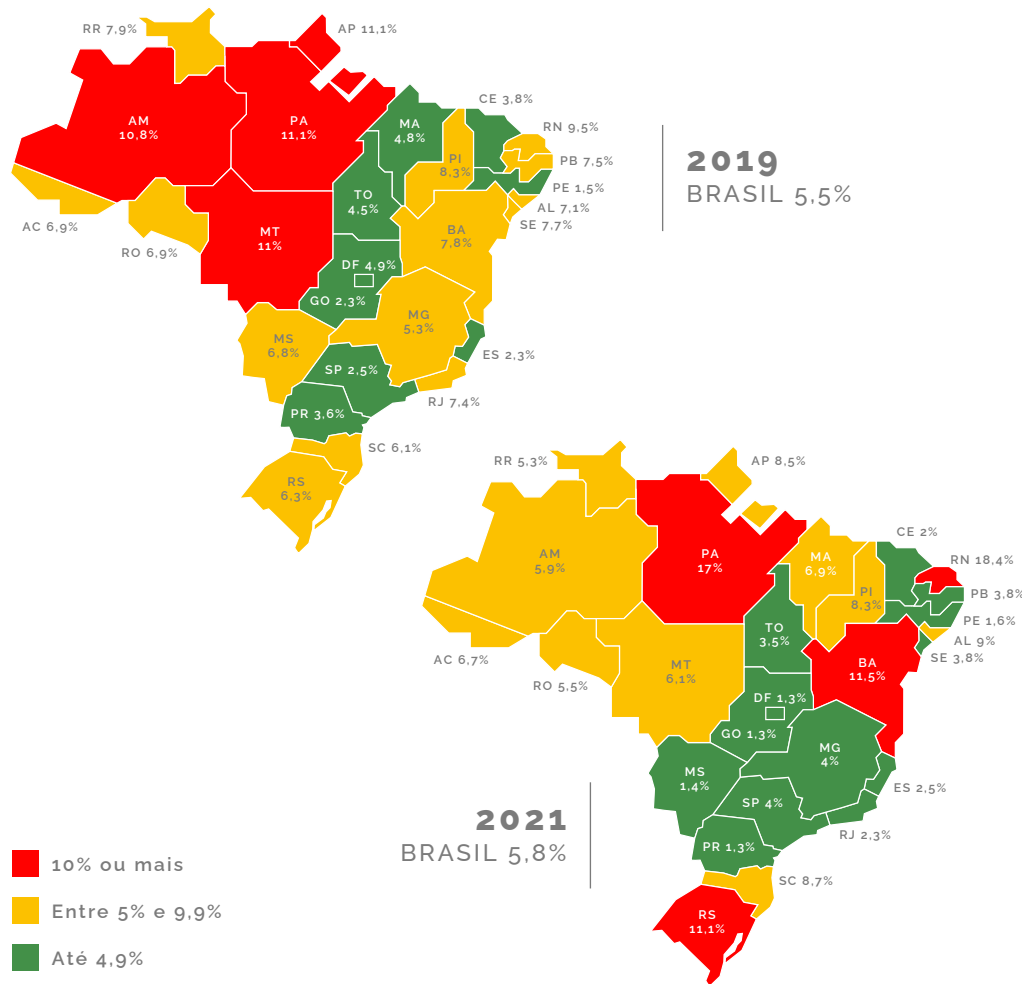 RR 7,9%
AP 11,1%
AM
10,8%
PA
11,1%
MA
4,8%
CE 3,8%
RN 9,5%
PI
8,3%
PB 7,5%
PE 1,5%
AL 7,1%
SE 7,7%
TO
4,5%
AC 6,9%
RO 6,9%
MT
11%
BA
7,8%
DF 4,9%
GO 2,3%
MG
5,3%
MS
6,8%
ES 2,3%
SP 2,5%
RJ 7,4%
PR 3,6%
SC 6,1%
RS
6,3%
2019
BRASIL 5,5%
RR 5,3%
AP 8,5%
AM
5,9%
PA
17%
MA
6,9%
CE 2%
RN 18,4%
PI
8,3%
PB 3,8%
PE 1,6%
AL 9%
SE 3,8%
TO
3,5%
AC 6,7%
RO 5,5%
MT
6,1%
BA
11,5%
DF 1,3%
GO 1,3%
MG
4%
MS
1,4%
ES 2,5%
SP 4%
RJ 2,3%
PR 1,3%
SC 8,7%
RS
11,1%
2021
BRASIL 5,8%
10% ou mais
Entre 5% e 9,9%
Até 4,9%